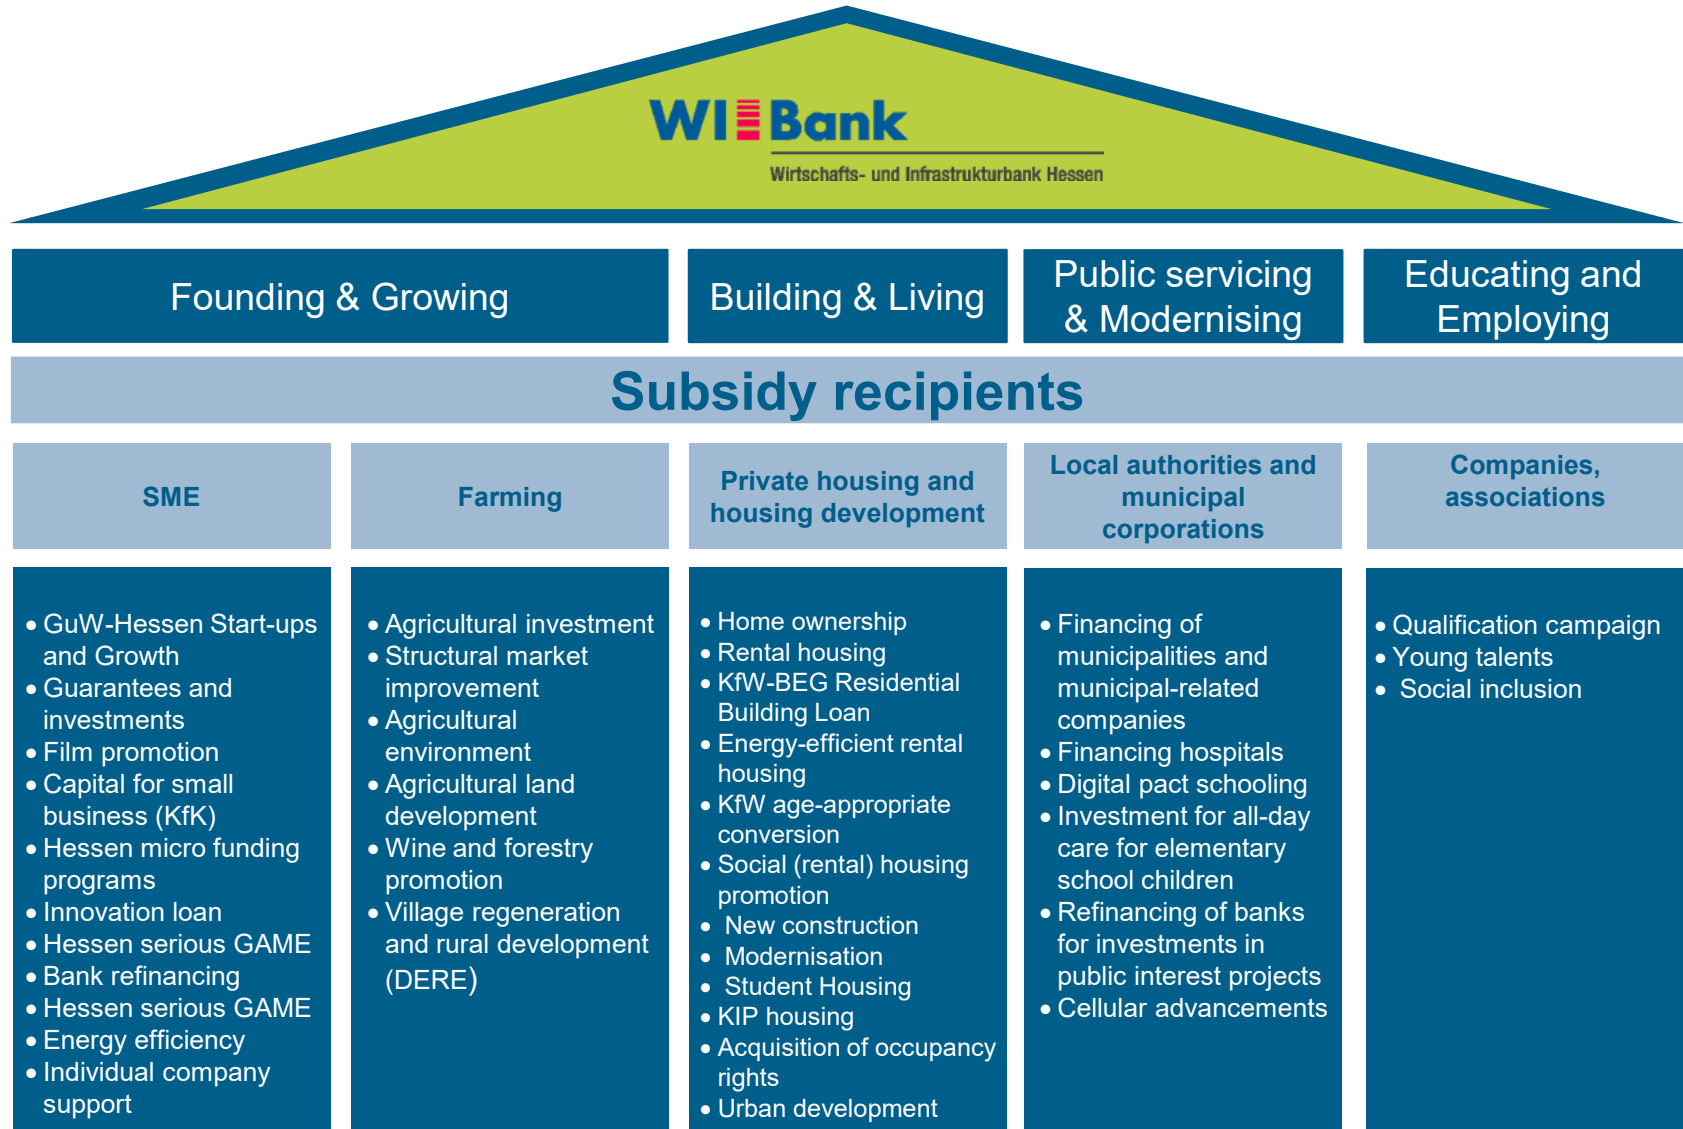 WI Bank
Wirtschafts- und Infrastrukturbank Hessen
Founding & Growing
Building & Living
Public servicing
& Modernising
Educating and
Employing
Subsidy recipients
SME
Farming
Private housing and
housing development
Local authorities and
municipal
corporations
Companies,
associations
• GuW-Hessen Start-ups
and Growth
• Guarantees and
investments
• Film promotion
• Capital for small
business (KfK)
• Hessen micro funding
programs
• Innovation loan
• Hessen serious GAME
• Bank refinancing
• Hessen serious GAME
• Energy efficiency
• Individual company
support
• Agricultural investment
• Structural market
improvement
• Agricultural
environment
• Agricultural land
development
• Wine and forestry
promotion
• Village regeneration
and rural development
(DERE)
• Home ownership
• Rental housing
• KfW-BEG Residential
Building Loan
• Energy-efficient rental
housing
• KfW age-appropriate
conversion
• Social (rental) housing
promotion
• New construction
• Modernisation
• Student Housing
• KIP housing
• Acquisition of occupancy
rights
• Urban development
• Financing of
municipalities and
municipal-related
companies
• Financing hospitals
• Digital pact schooling
• Investment for all-day
care for elementary
school children
• Refinancing of banks
for investments in
public interest projects
• Cellular advancements
• Qualification campaign
• Young talents
• Social inclusion